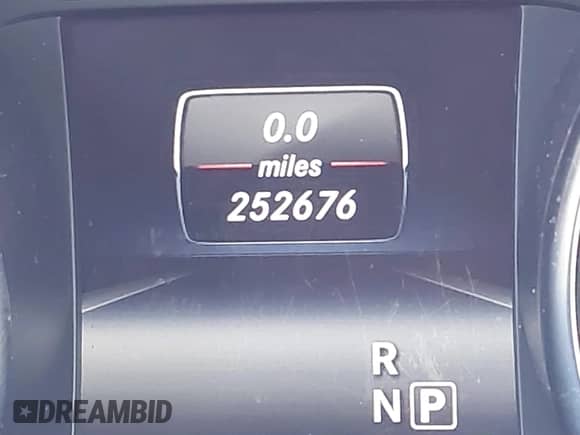 0.0
miles
252676
R
N P
DREAMBID